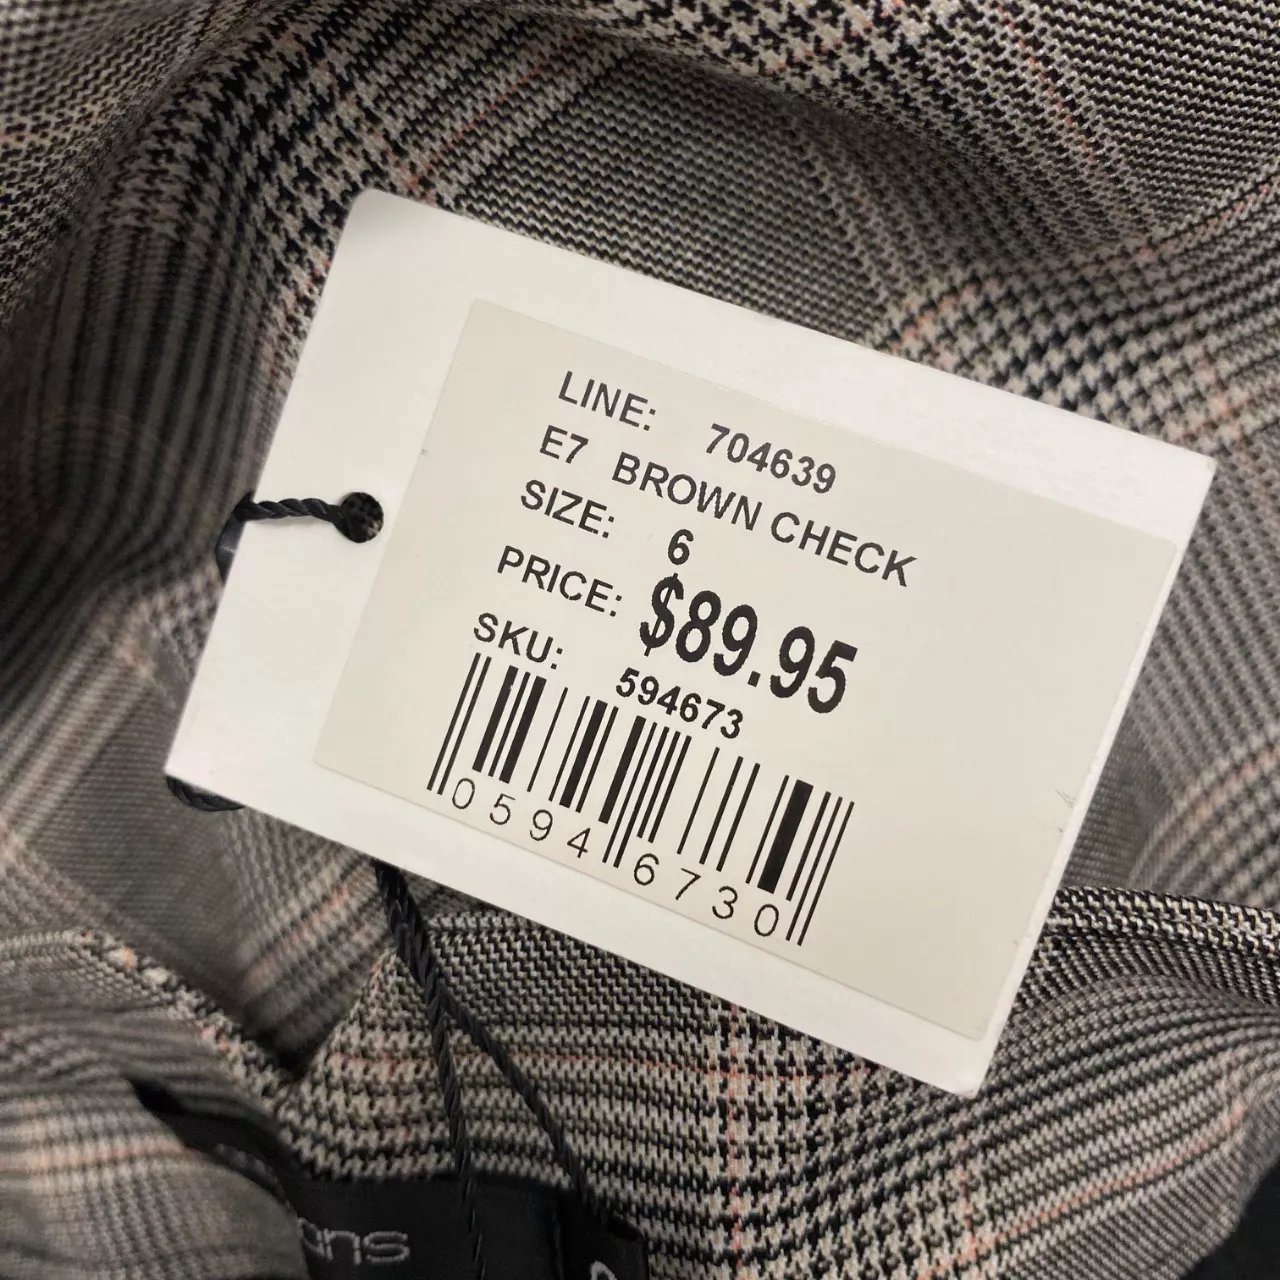 LINE: 704639
E7 BROWN CHECK
SIZE: 6
PRICE: $89.95
SKU: 594673
0594 6730